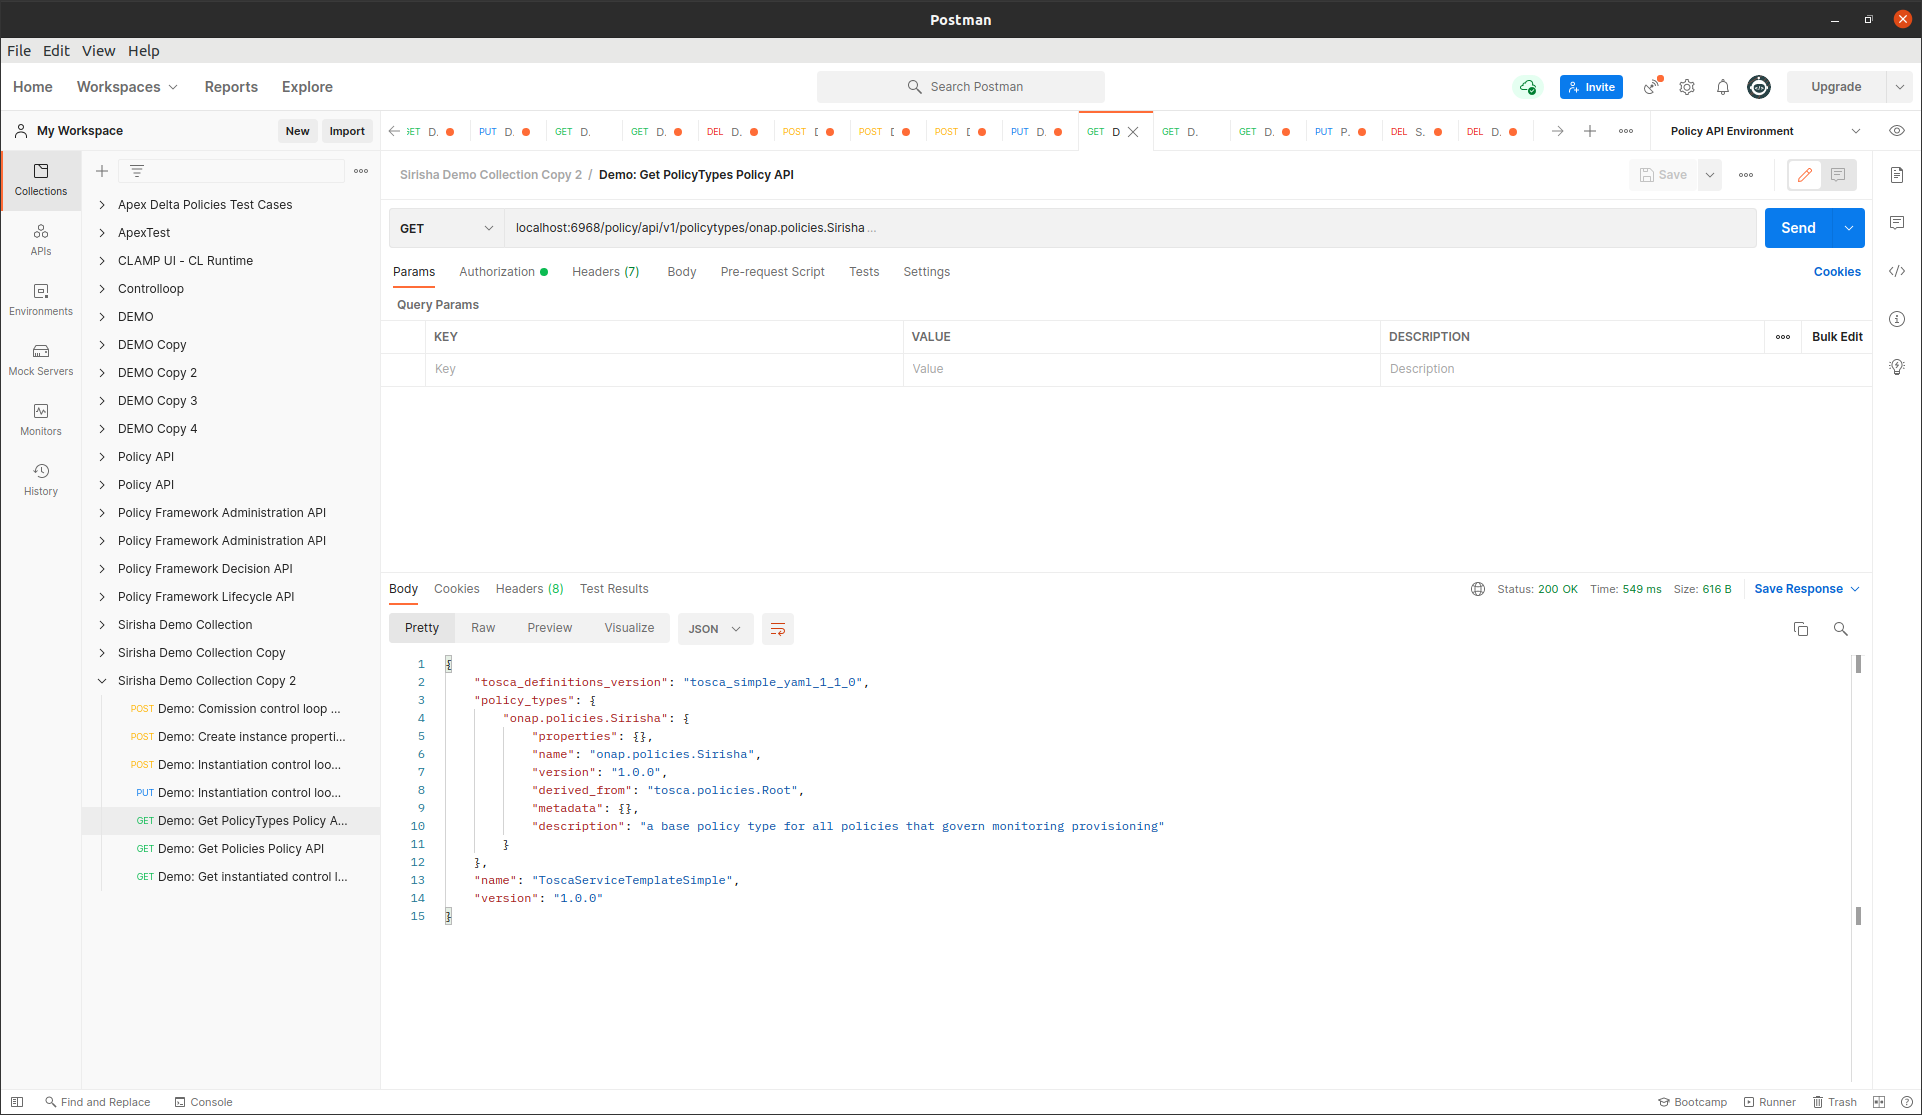 Postman
File Edit View Help
Home Workspaces Reports Explore
Search Postman
Invite
Upgrade
My Workspace New Import
GET D.
PUT D.
GET D.
GET D.
DEL D.
POST
POST
POST
PUT D.
GET D
GET D.
GET D.
PUT P.
DEL S.
DEL D.
Policy API Environment
Collections
APIs
Environments
Mock Servers
Monitors
History
Apex Delta Policies Test Cases
ApexTest
CLAMP UI - CL Runtime
Controlloop
DEMO
DEMO Copy
DEMO Copy 2
DEMO Copy 3
DEMO Copy 4
Policy API
Policy API
Policy Framework Administration API
Policy Framework Administration API
Policy Framework Decision API
Policy Framework Lifecycle API
Sirisha Demo Collection
Sirisha Demo Collection Copy
Sirisha Demo Collection Copy 2
POST Demo: Comission control loop ...
POST Demo: Create instance properti...
POST Demo: Instantiation control loo...
PUT Demo: Instantiation control loo...
GET Demo: Get PolicyTypes Policy A...
GET Demo: Get Policies Policy API
GET Demo: Get instantiated control l...
Sirisha Demo Collection Copy 2 / Demo: Get PolicyTypes Policy API
Save
GET localhost:6968/policy/api/v1/policytypes/onap.policies.Sirisha ...
Send
Params Authorization Headers (7) Body Pre-request Script Tests Settings Cookies
Query Params
KEY VALUE DESCRIPTION Bulk Edit
Key Value Description
Body Cookies Headers (8) Test Results
Status: 200 OK Time: 549 ms Size: 616 B Save Response
Pretty Raw Preview Visualize JSON
1 {
2 "tosca_definitions_version": "tosca_simple_yaml_1_1_0",
3 "policy_types": {
4 "onap.policies.Sirisha": {
5 "properties": {},
6 "name": "onap.policies.Sirisha",
7 "version": "1.0.0",
8 "derived_from": "tosca.policies.Root",
9 "metadata": {},
10 "description": "a base policy type for all policies that govern monitoring provisioning"
11 }
12 },
13 "name": "ToscaServiceTemplateSimple",
14 "version": "1.0.0"
15 }
Find and Replace Console
Bootcamp Runner Trash